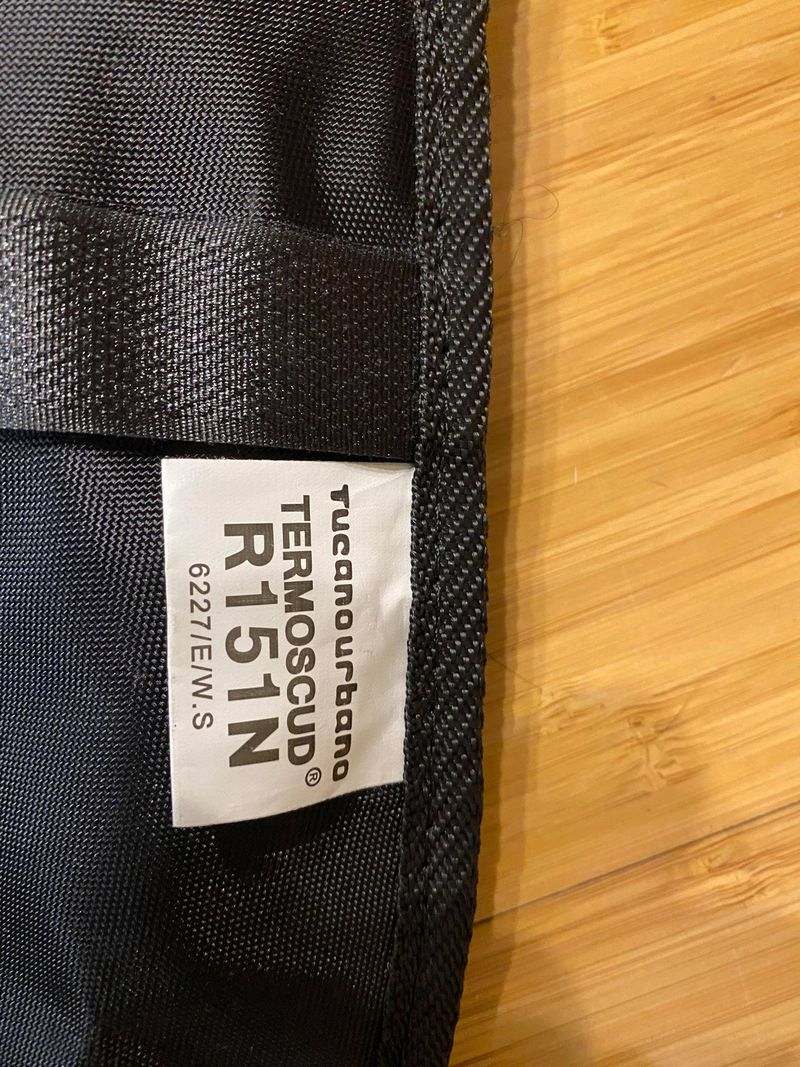 tucanourbano
TERMOSCUD®
R151N
6227/E/W.S